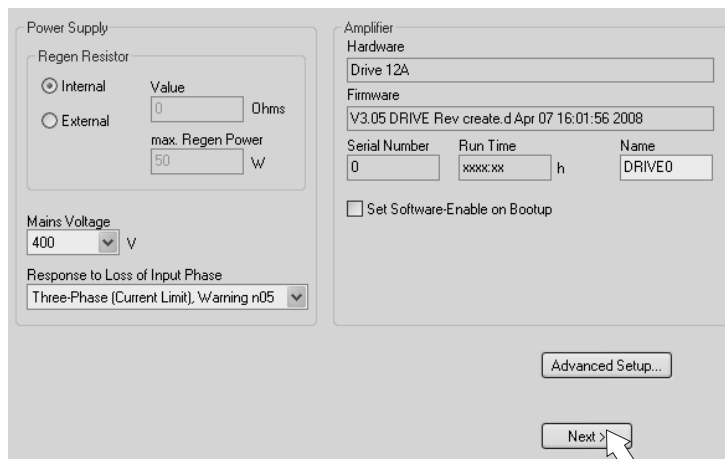 Power Supply
Regen Resistor
Internal
External
Value
0 Ohms
max. Regen Power
50 W
Mains Voltage
400 V
Response to Loss of Input Phase
Three-Phase (Current Limit), Warning n05
Amplifier
Hardware
Drive 12A
Firmware
V3.05 DRIVE Rev create.d Apr 07 16:01:56 2008
Serial Number Run Time Name
0 xxxx:xx h DRIVE0
Set Software-Enable on Bootup
Advanced Setup...
Next >